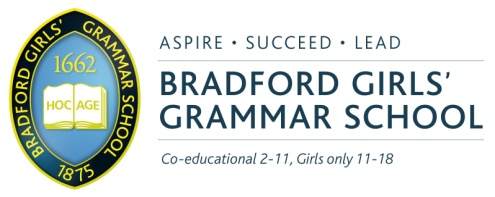 BRADFORD GIRLS' GRAMMAR SCHOOL
1662
HOC AGE
1875
ASPIRE • SUCCEED • LEAD
BRADFORD GIRLS'
GRAMMAR SCHOOL
Co-educational 2-11, Girls only 11-18